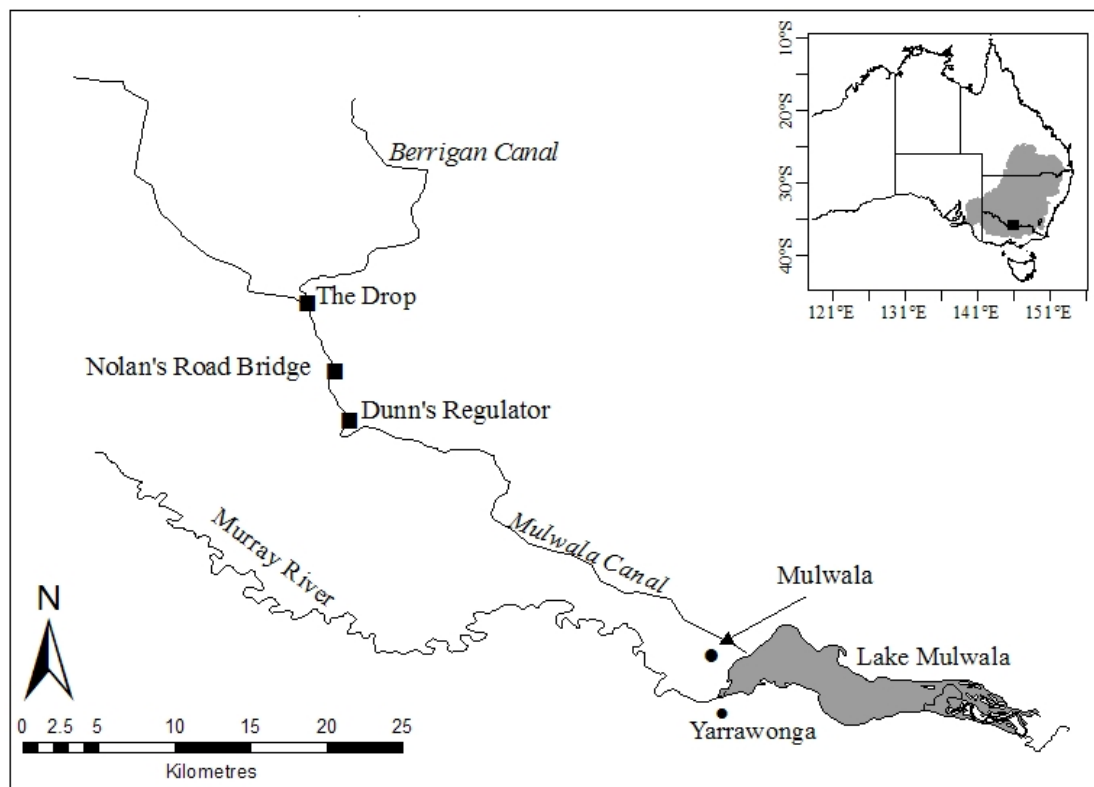 10°S
20°S
30°S
40°S
121°E
131°E
141°E
151°E
Berrigan Canal
The Drop
Nolan's Road Bridge
Dunn's Regulator
Murray River
Mulwala Canal
Mulwala
Lake Mulwala
Yarrawonga
N
0 2.5 5 10 15 20 25
Kilometres